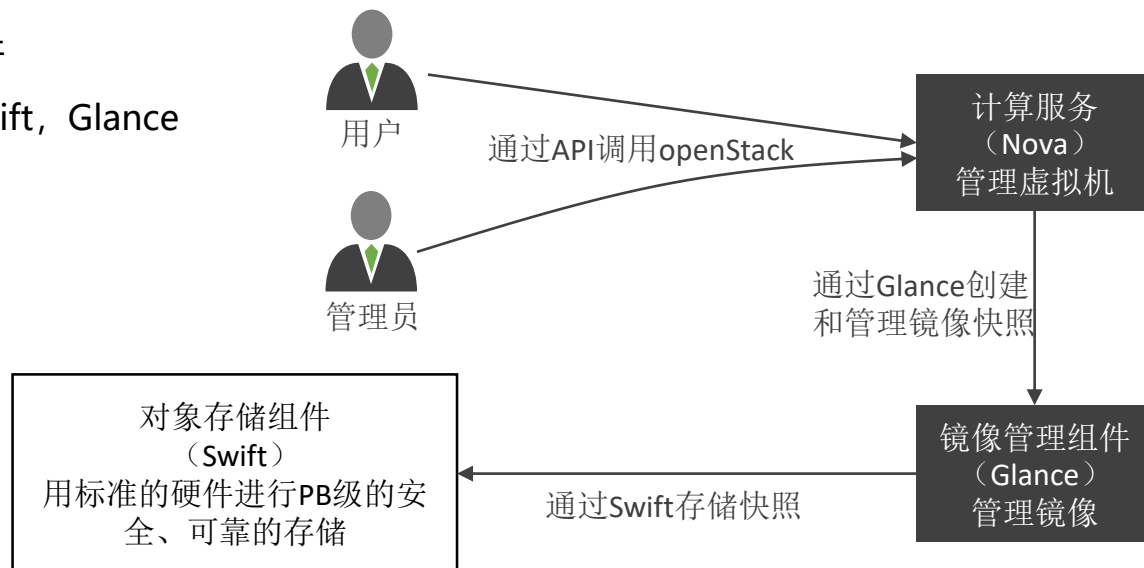 ift，Glance
用户
通过API调用openStack
管理员
计算服务
（Nova）
管理虚拟机
通过Glance创建
和管理镜像快照
对象存储组件
（Swift）
用标准的硬件进行PB级的安
全、可靠的存储
通过Swift存储快照
镜像管理组件
（Glance）
管理镜像